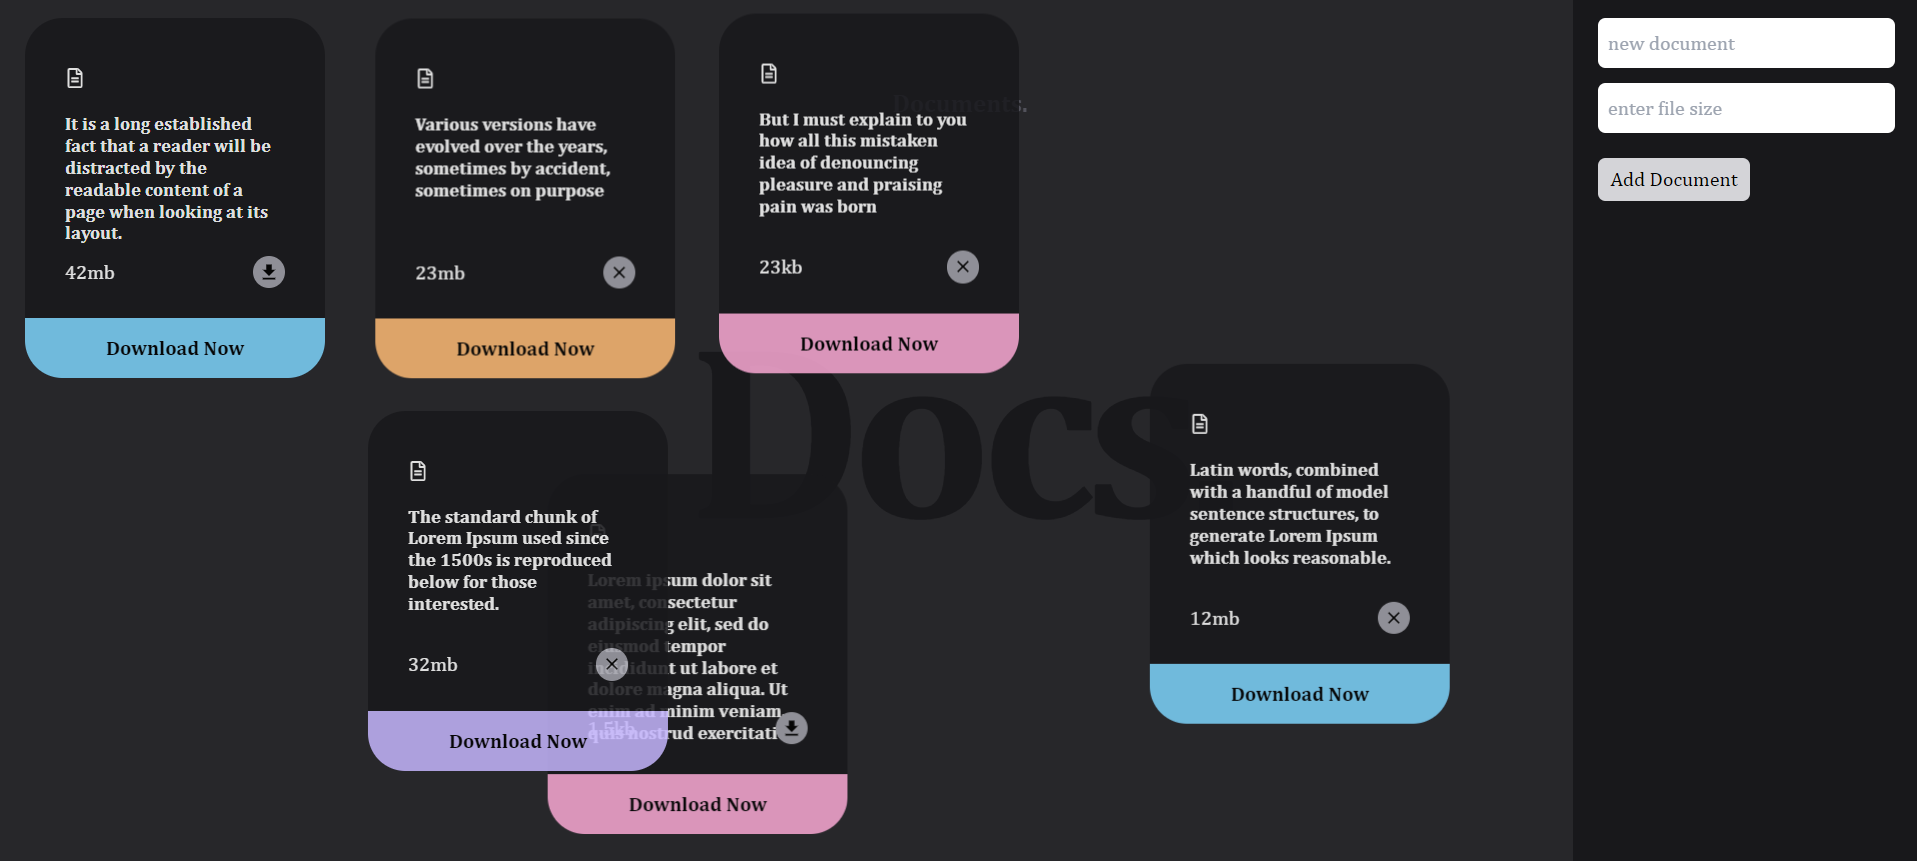 It is a long established
fact that a reader will be
distracted by the
readable content of a
page when looking at its
layout.
42mb
Download Now
Various versions have
evolved over the years,
sometimes by accident,
sometimes on purpose
23mb
Download Now
Documents.
But I must explain to you
how all this mistaken
idea of denouncing
pleasure and praising
pain was born
23kb
Download Now
Docs
The standard chunk of
Lorem Ipsum used since
the 1500s is reproduced
below for those
interested.
32mb
Download Now
Lorem ipsum dolor sit
amet, consectetur
adipiscing elit, sed do
eiusmod tempor
incididunt ut labore et
dolore magna aliqua. Ut
enim ad minim veniam,
quis nostrud exercitati
1.5kb
Download Now
Latin words, combined
with a handful of model
sentence structures, to
generate Lorem Ipsum
which looks reasonable.
12mb
Download Now
new document
enter file size
Add Document